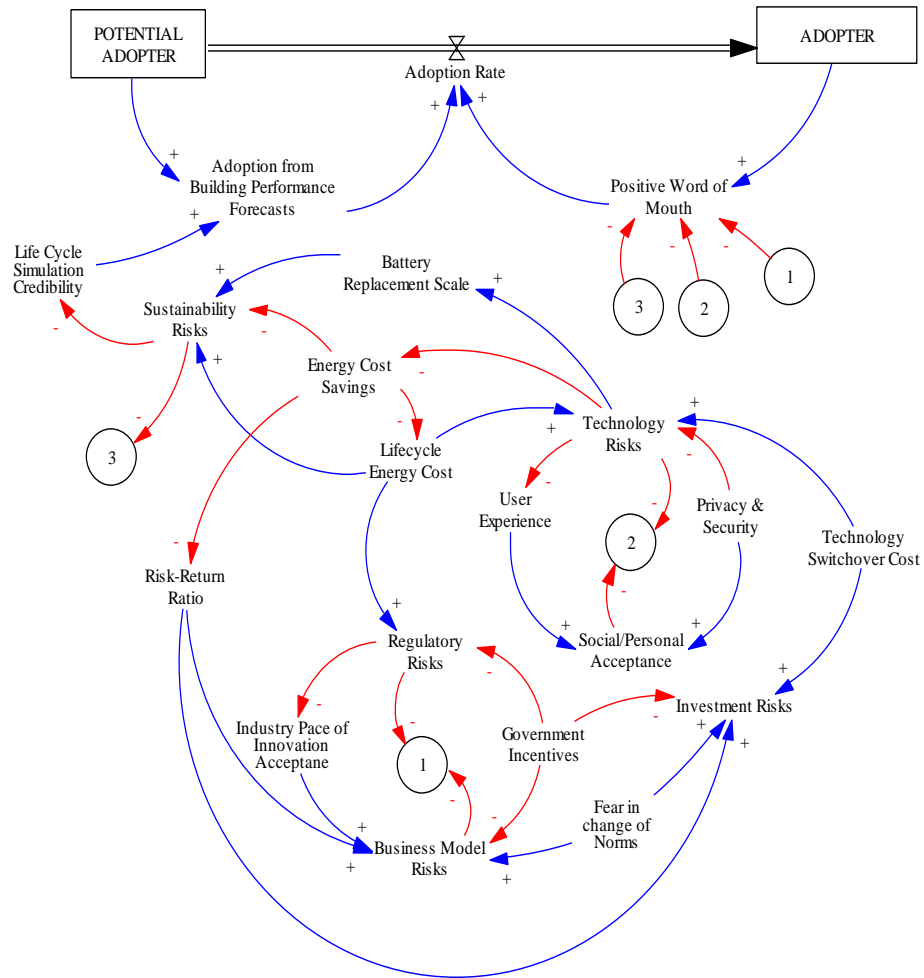 POTENTIAL
ADOPTER
ADOPTER
Adoption Rate
+
+
+
+
Adoption from
Building Performance
Forecasts
Positive Word of
Mouth
+
-
-
-
Life Cycle
Simulation
Credibility
Battery
Replacement Scale
+
+
1
3
2
Sustainability
Risks
-
-
+
Energy Cost
Savings
-
-
+
+
Technology
Risks
3
-
Lifecycle
Energy Cost
-
-
-
User
Experience
Privacy &
Security
2
Technology
Switchover Cost
-
Risk-Return
Ratio
-
+
+
+
Regulatory
Risks
Social/Personal
Acceptance
-
+
-
-
Investment Risks
-
+
+
Industry Pace of
Innovation
Acceptane
1
Government
Incentives
-
-
Fear in
change of
Norms
+
+
Business Model
Risks
+